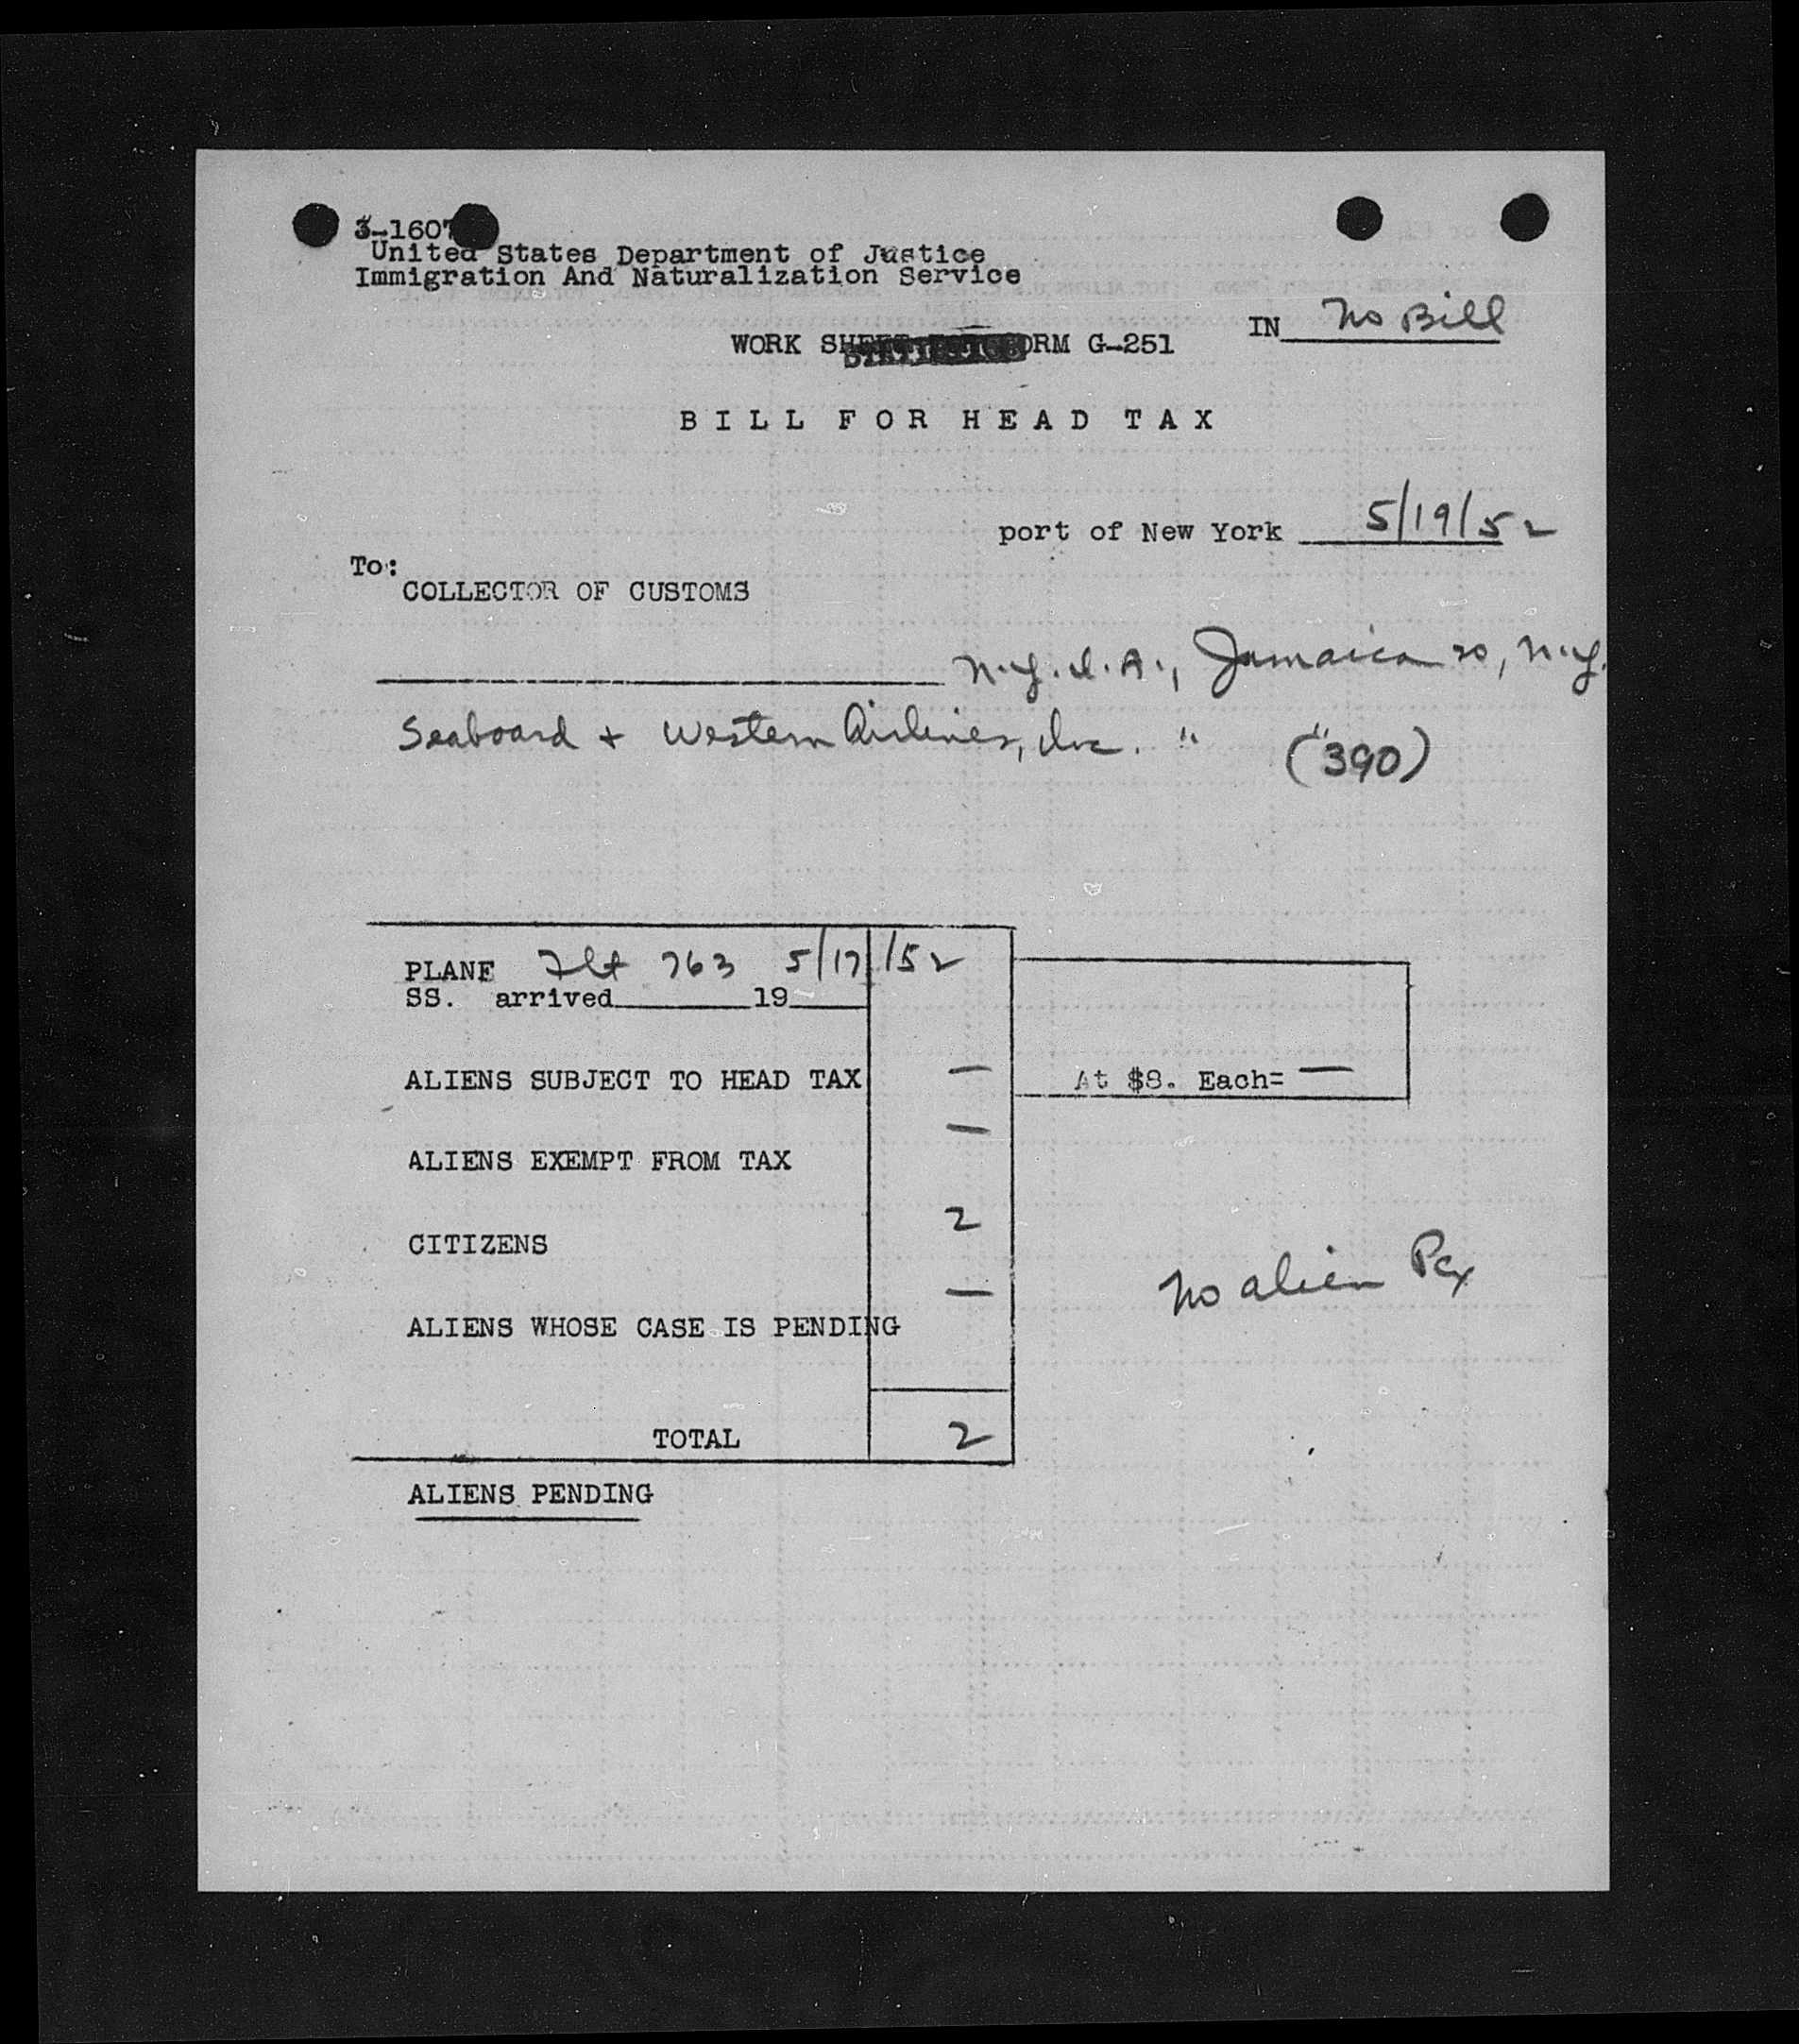 3-1607
United States Department of Justice
Immigration And Naturalization Service
IN No Bill
WORK SHEET FORM G-251
BILL FOR HEAD TAX
port of New York 5/19/52
To:
COLLECTOR OF CUSTOMS
N.Y.I.A., Jamaica 20, N.Y.
Seaboard + Western Airlines, Inc. " "
(390)
PLANE Flt 763 5/17/52
SS. arrived 19
ALIENS SUBJECT TO HEAD TAX — At $8. Each= —
ALIENS EXEMPT FROM TAX —
CITIZENS 2
No alien Pax
ALIENS WHOSE CASE IS PENDING —
TOTAL 2
ALIENS PENDING